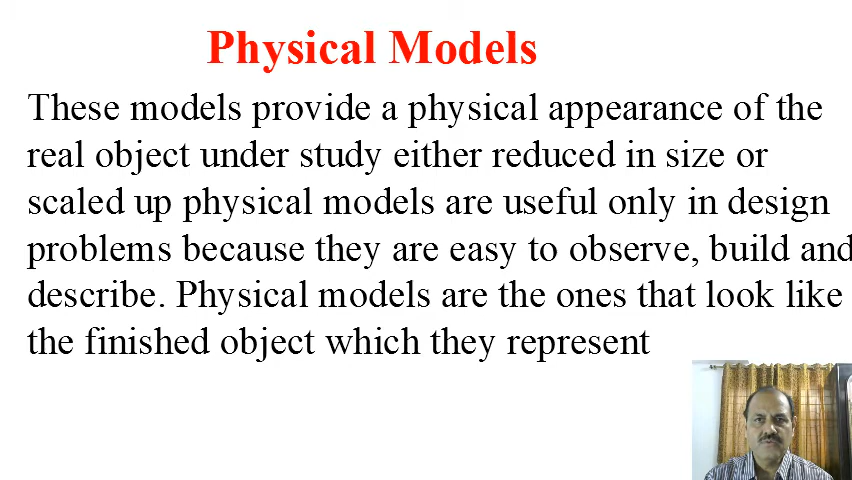 Physical Models
These models provide a physical appearance of the
real object under study either reduced in size or
scaled up physical models are useful only in design
problems because they are easy to observe, build and
describe. Physical models are the ones that look like
the finished object which they represent